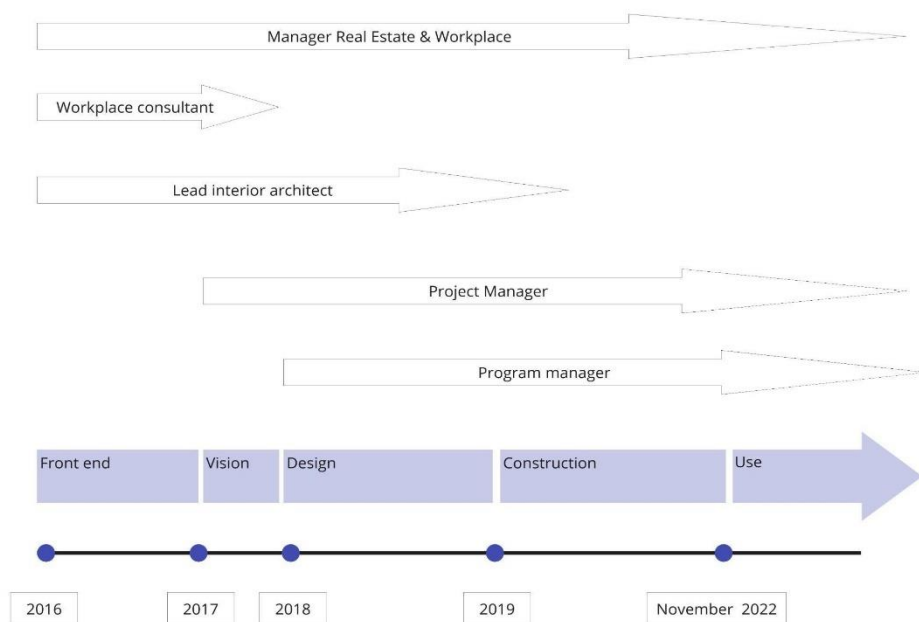 Manager Real Estate & Workplace
Workplace consultant
Lead interior architect
Project Manager
Program manager
Front end
Vision
Design
Construction
Use
2016
2017
2018
2019
November 2022